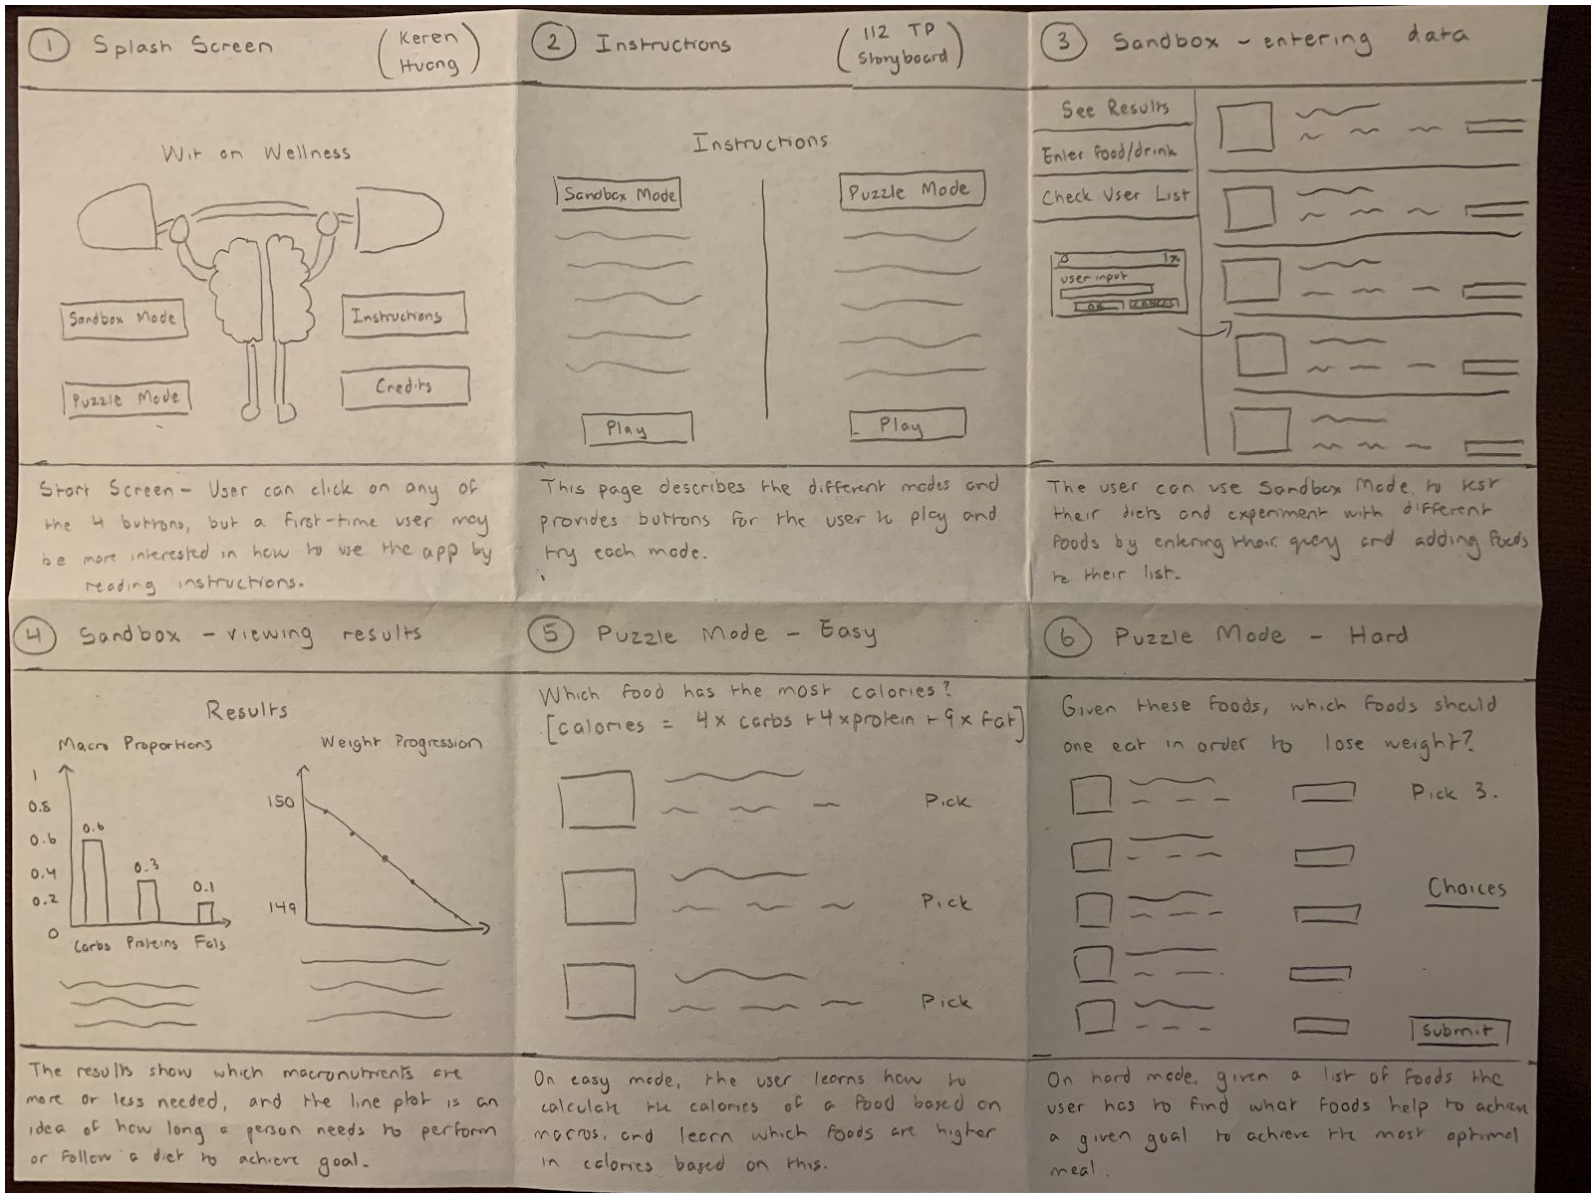 1 Splash Screen (Keren
Huang)
Wit on Wellness
Sandbox Mode
Instructions
Puzzle Mode
Credits
Start Screen - User can click on any of
the 4 buttons, but a first-time user may
be more interested in how to use the app by
reading instructions.
2 Instructions (112 TP
Storyboard)
Instructions
Sandbox Mode
Puzzle Mode
Play
Play
This page describes the different modes and
provides buttons for the user to play and
try each mode.
3 Sandbox - entering data
See Results
Enter food/drink
Check User List
user input
OK
CANCEL
The user can use Sandbox Mode to test
their diets and experiment with different
foods by entering their query and adding foods
to their list.
4 Sandbox - viewing results
Results
Macro Proportions
1
0.8
0.6
0.4
0.2
0
0.6
0.3
0.1
Carbs Proteins Fats
Weight Progression
150
149
The results show which macronutrients are
more or less needed, and the line plot is an
idea of how long a person needs to perform
or follow a diet to achieve goal.
5 Puzzle Mode - Easy
Which food has the most calories?
[calories = 4x carbs + 4x protein + 9x fat]
Pick
Pick
Pick
On easy mode, the user learns how to
calculate the calories of a food based on
macros, and learn which foods are higher
in calories based on this.
6 Puzzle Mode - Hard
Given these foods, which foods should
one eat in order to lose weight?
Pick 3.
Choices
Submit
On hard mode, given a list of foods the
user has to find what foods help to achieve
a given goal to achieve the most optimal
meal.